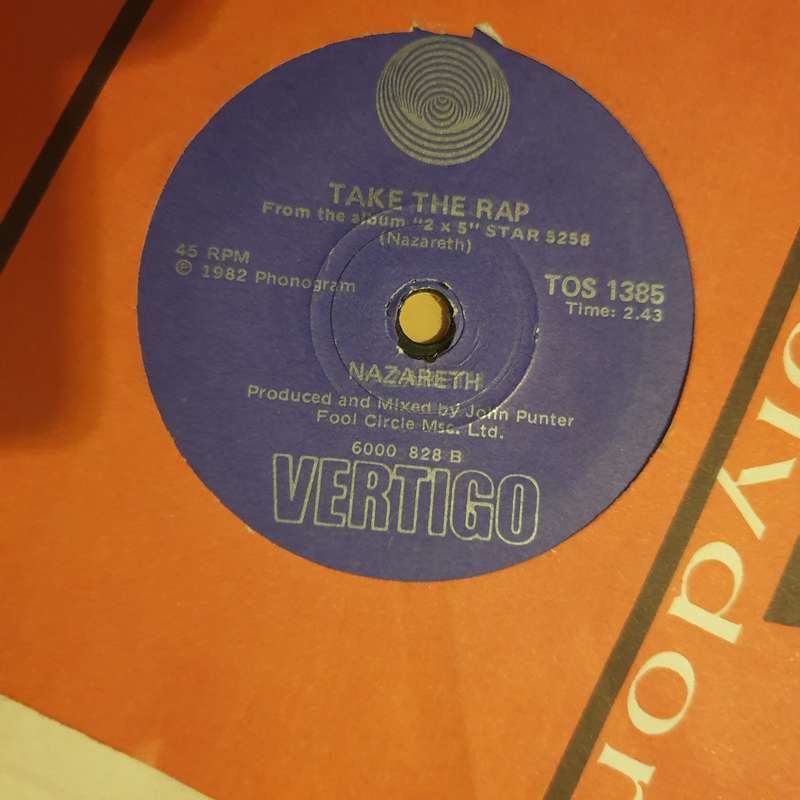 TAKE THE RAP
From the album "2 x 5" STAR 5258
(Nazareth)
45 RPM
℗ 1982 Phonogram
TOS 1385
Time: 2.43
NAZARETH
Produced and Mixed by John Punter
Fool Circle Msc. Ltd.
6000 828 B
VERTIGO
olydor